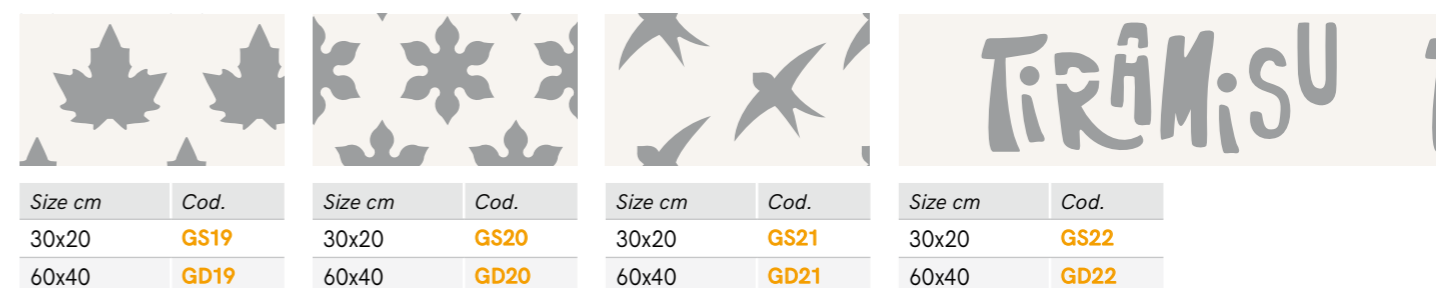 TiRAMiSU
Size cm Cod.
30x20 GS19
60x40 GD19
Size cm Cod.
30x20 GS20
60x40 GD20
Size cm Cod.
30x20 GS21
60x40 GD21
Size cm Cod.
30x20 GS22
60x40 GD22